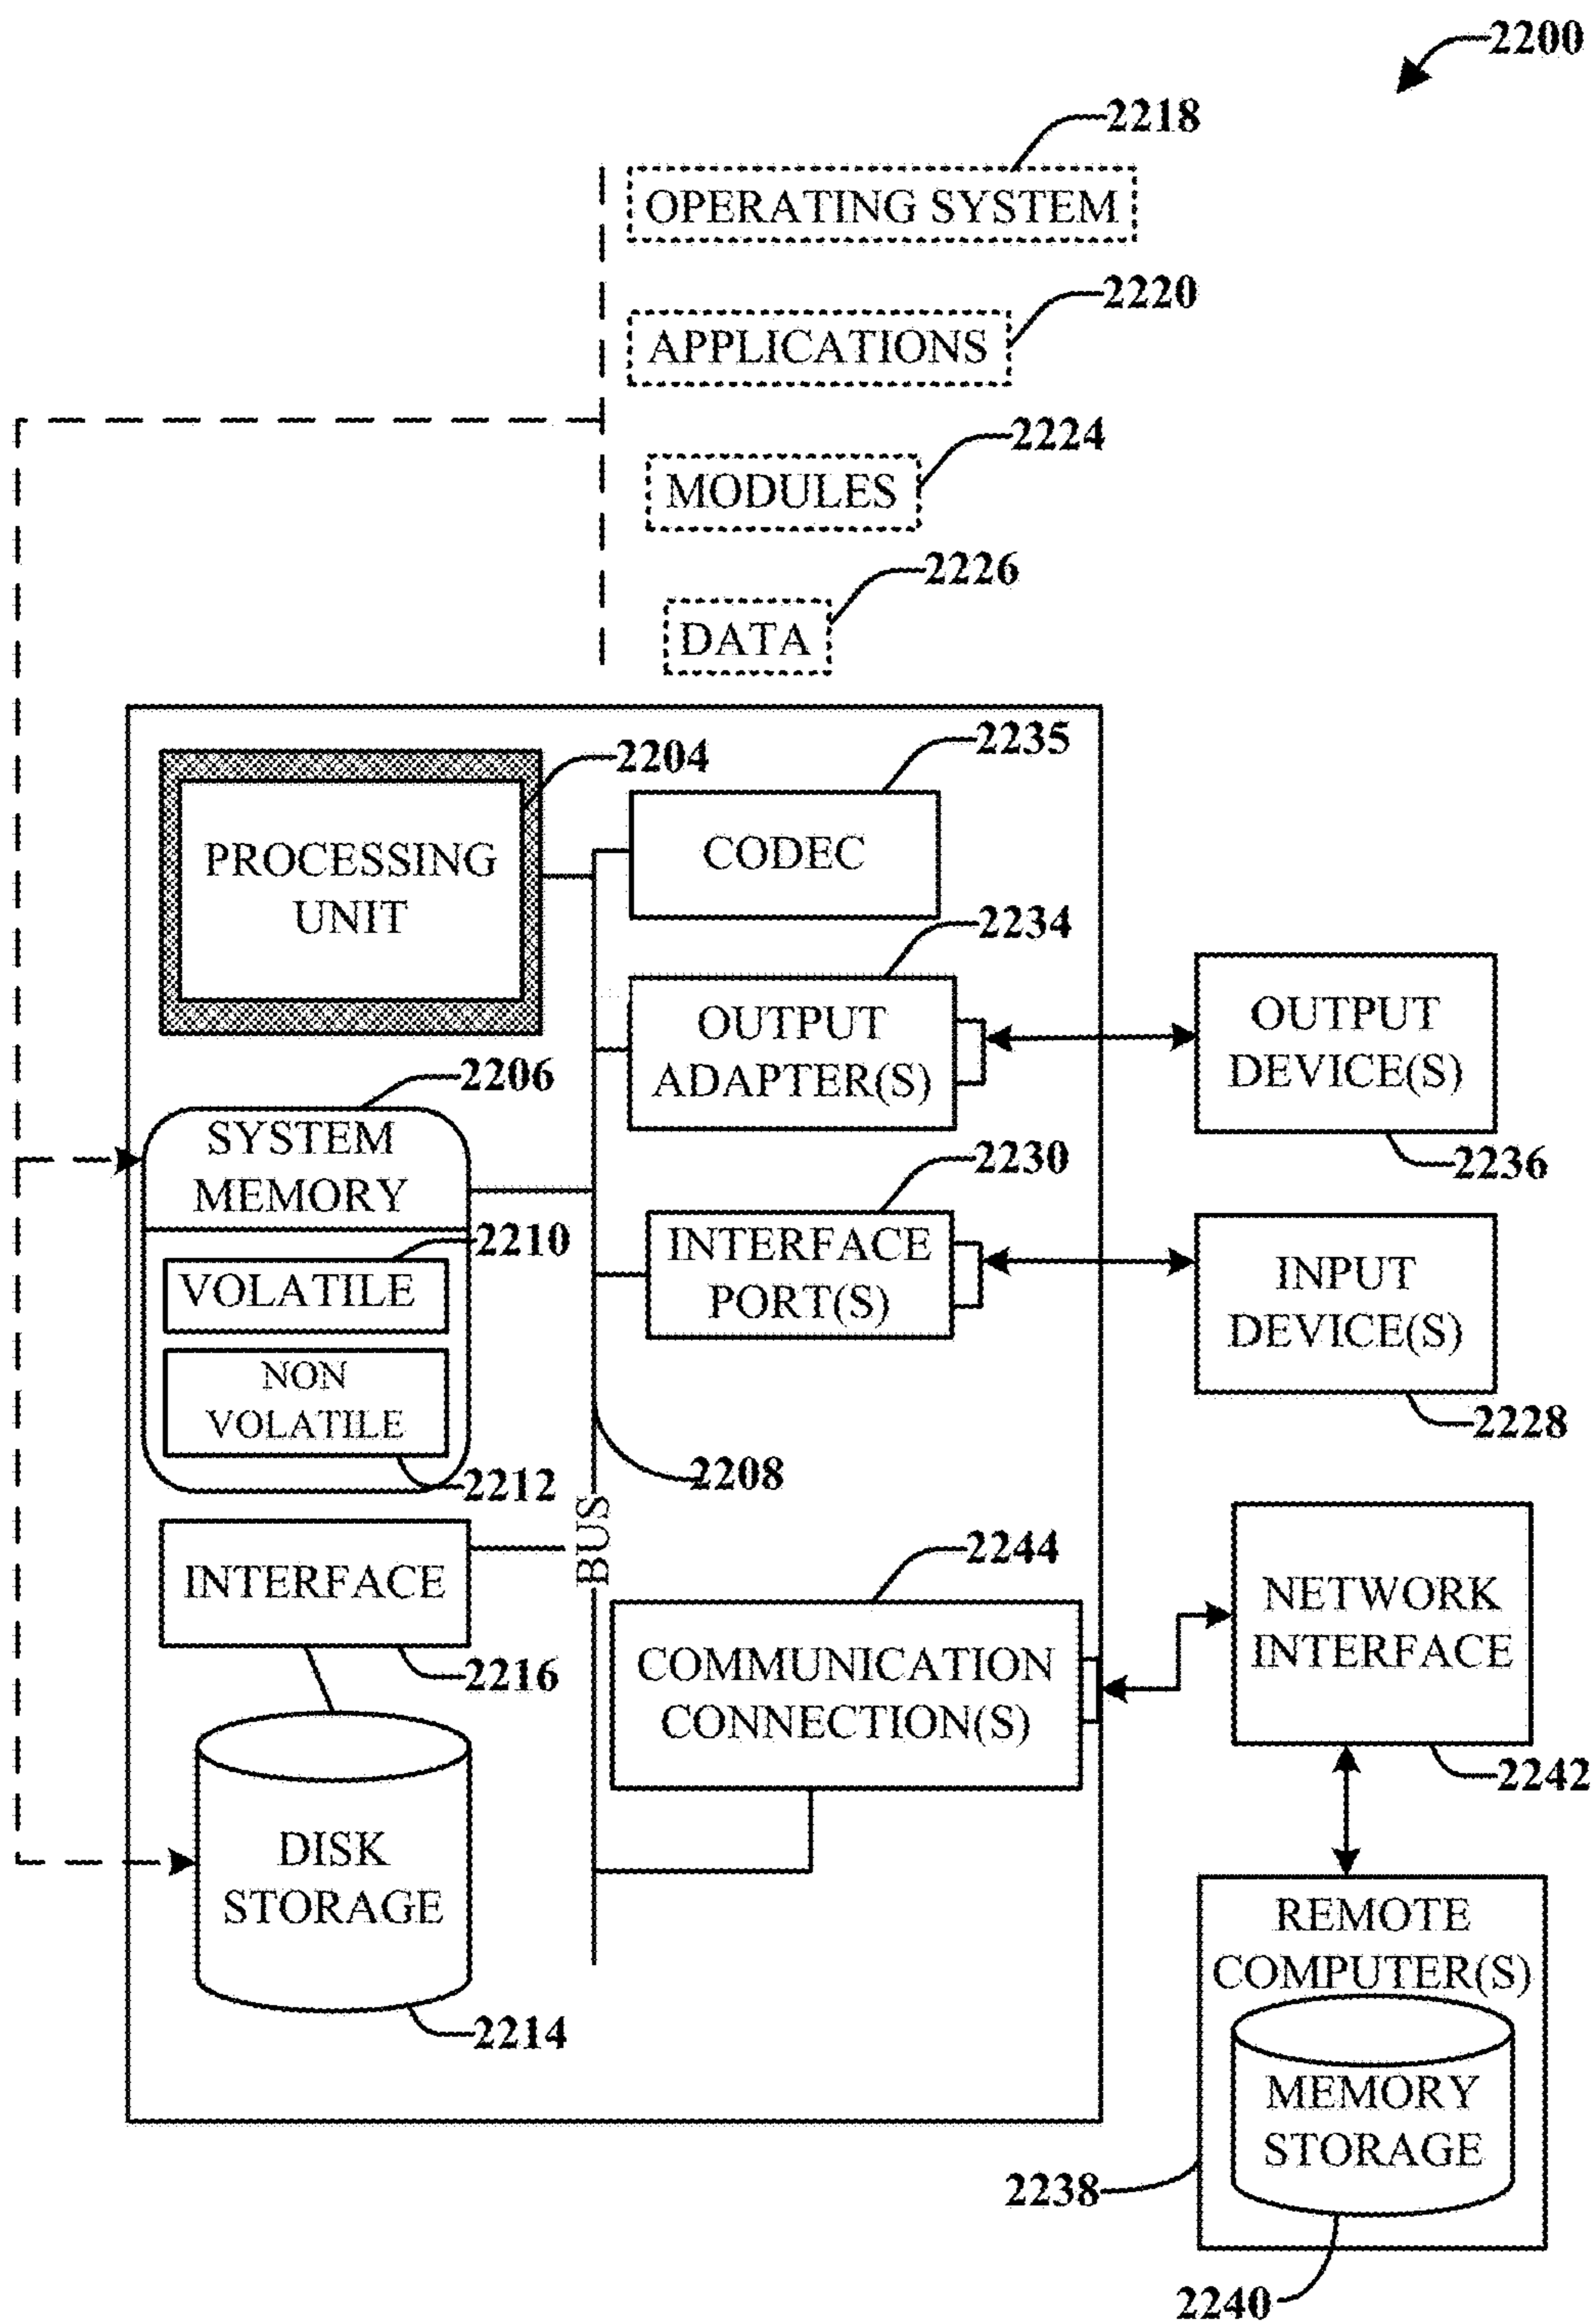 2200
2218
OPERATING SYSTEM
2220
APPLICATIONS
2224
MODULES
2226
DATA
2204
PROCESSING
UNIT
2235
CODEC
2234
OUTPUT
ADAPTER(S)
OUTPUT
DEVICE(S)
2236
2206
SYSTEM
MEMORY
2210
VOLATILE
NON
VOLATILE
2212
2230
INTERFACE
PORT(S)
INPUT
DEVICE(S)
2228
2208
BUS
INTERFACE
2216
2244
COMMUNICATION
CONNECTION(S)
NETWORK
INTERFACE
2242
DISK
STORAGE
2214
REMOTE
COMPUTER(S)
MEMORY
STORAGE
2238
2240